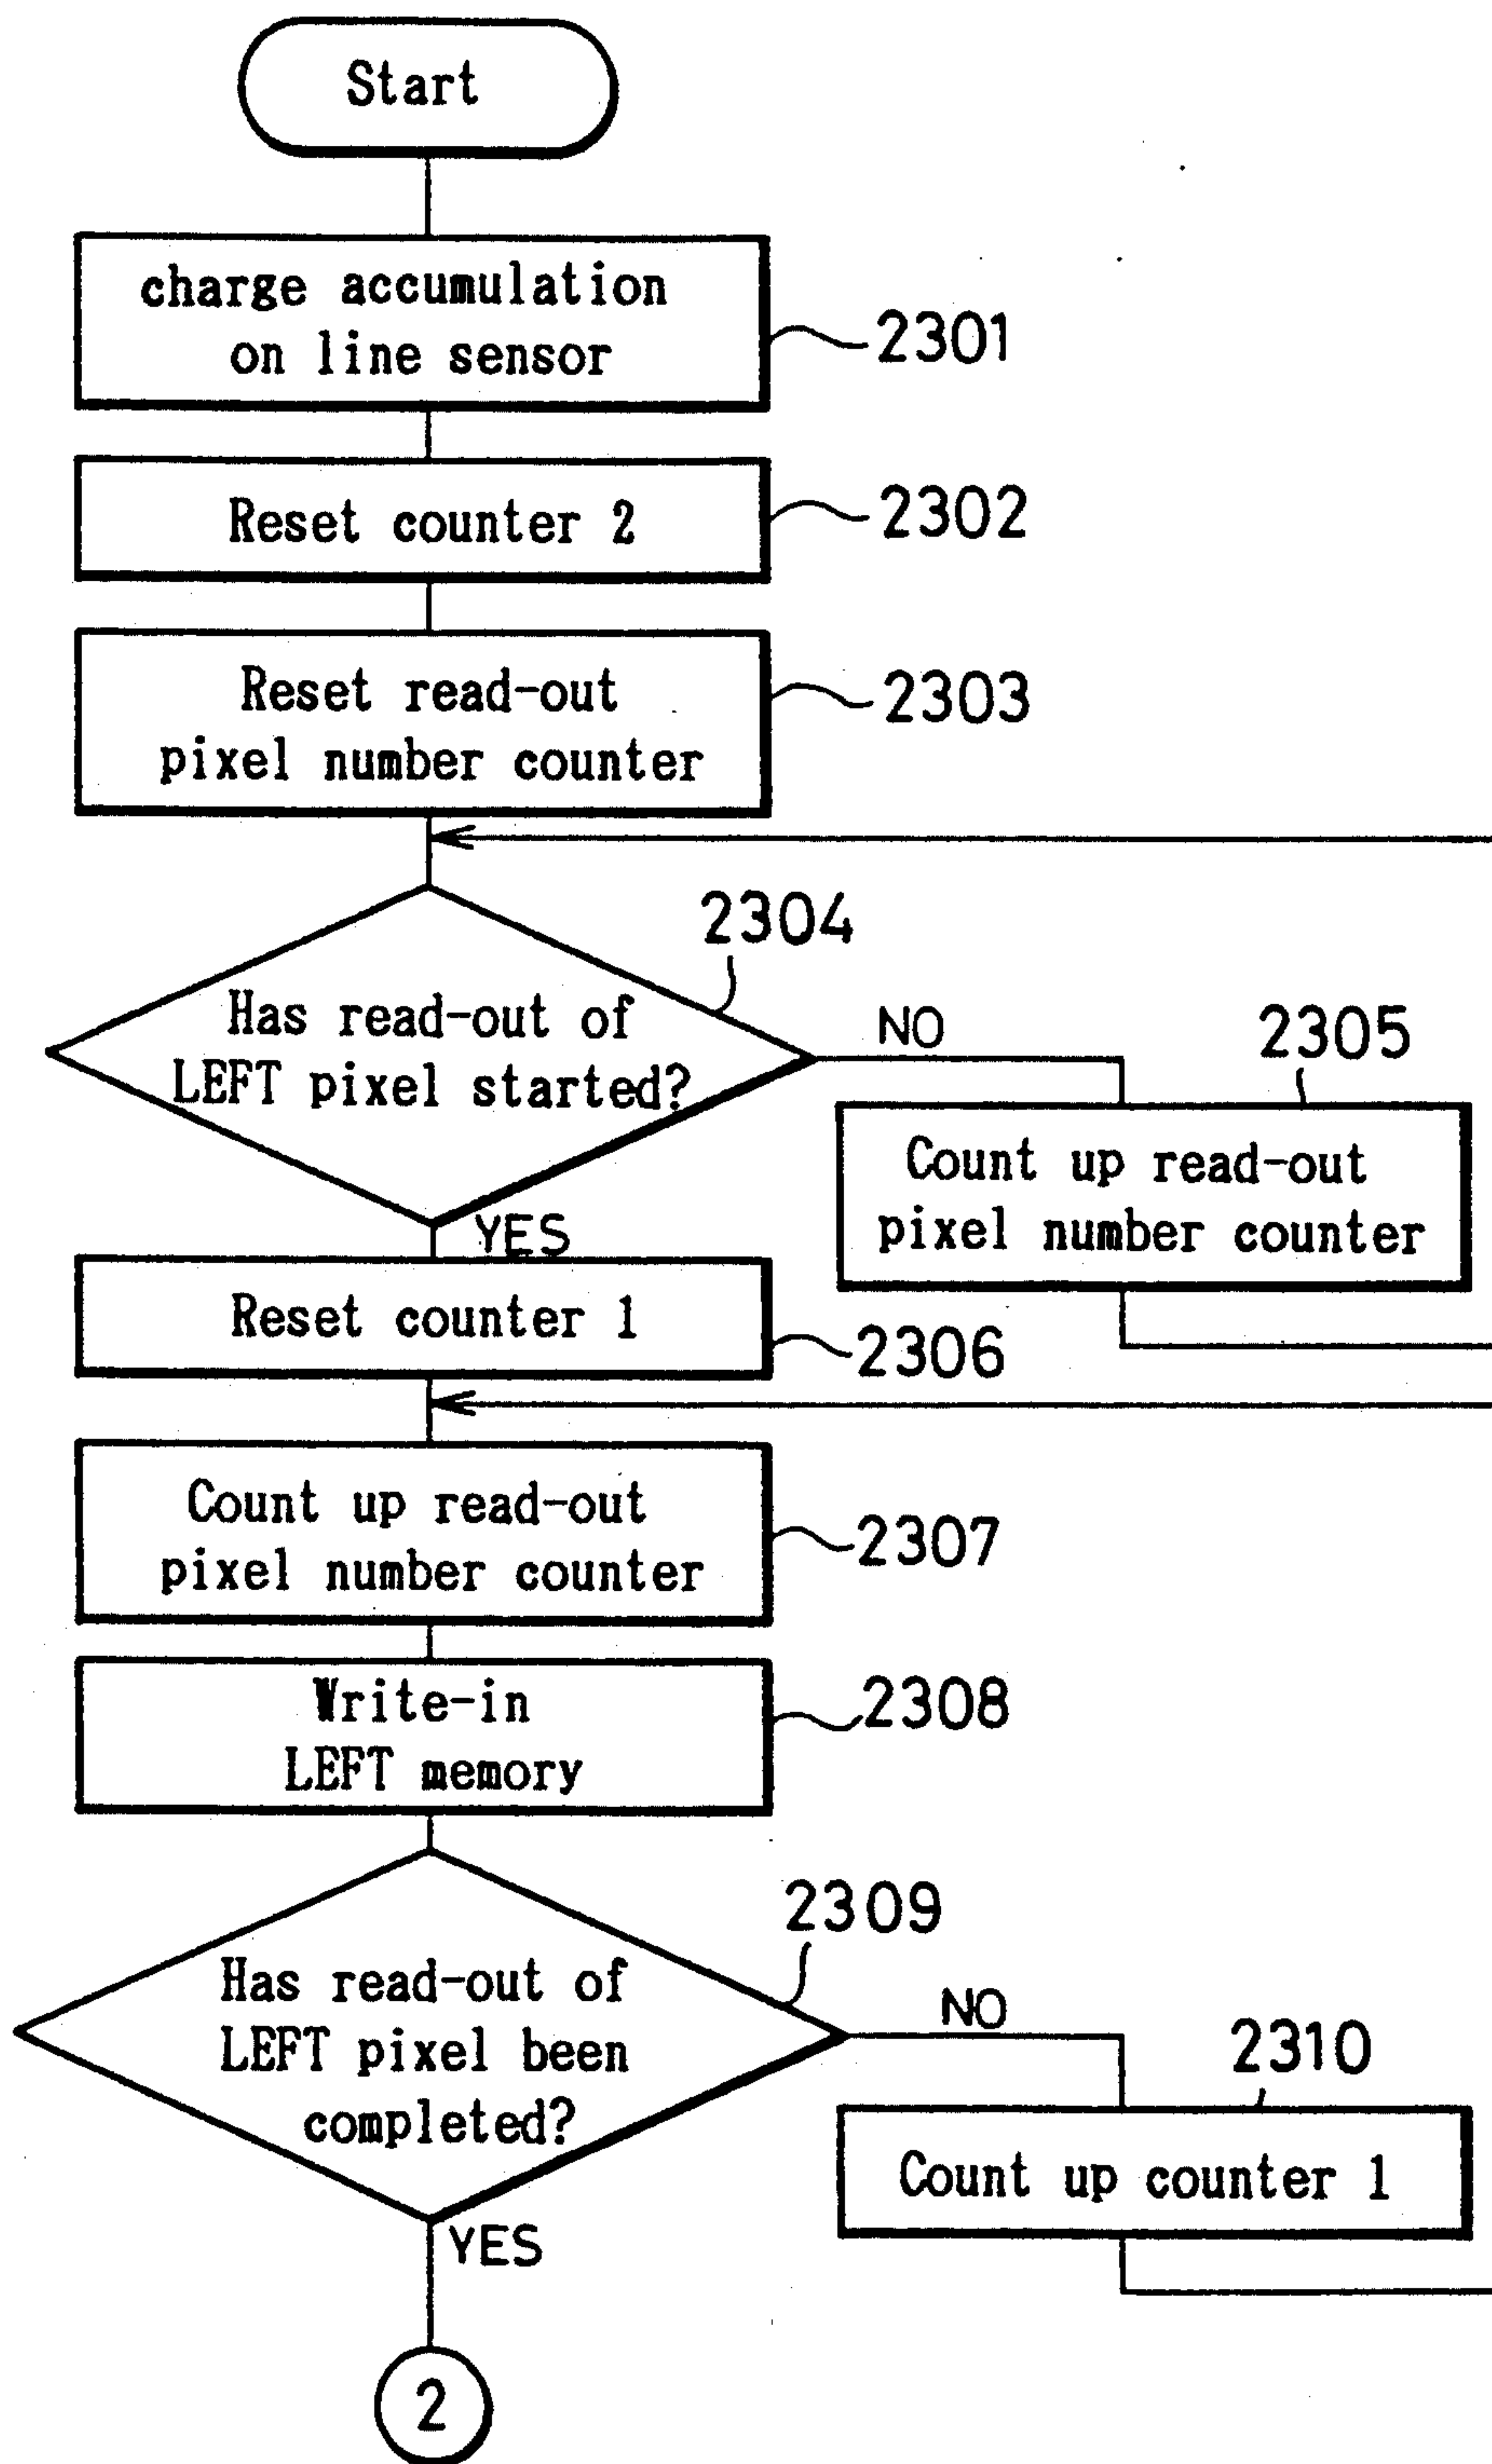 Start
charge accumulation
on line sensor
2301
Reset counter 2
2302
Reset read-out
pixel number counter
2303
2304
Has read-out of
LEFT pixel started?
NO
2305
Count up read-out
pixel number counter
YES
Reset counter 1
2306
Count up read-out
pixel number counter
2307
Write-in
LEFT memory
2308
2309
Has read-out of
LEFT pixel been
completed?
NO
2310
Count up counter 1
YES
2